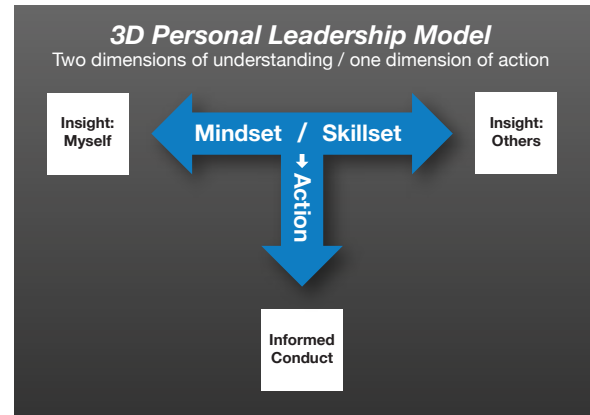 3D Personal Leadership Model
Two dimensions of understanding / one dimension of action
Insight:
Myself
Mindset / Skillset
Insight:
Others
Action
Informed
Conduct